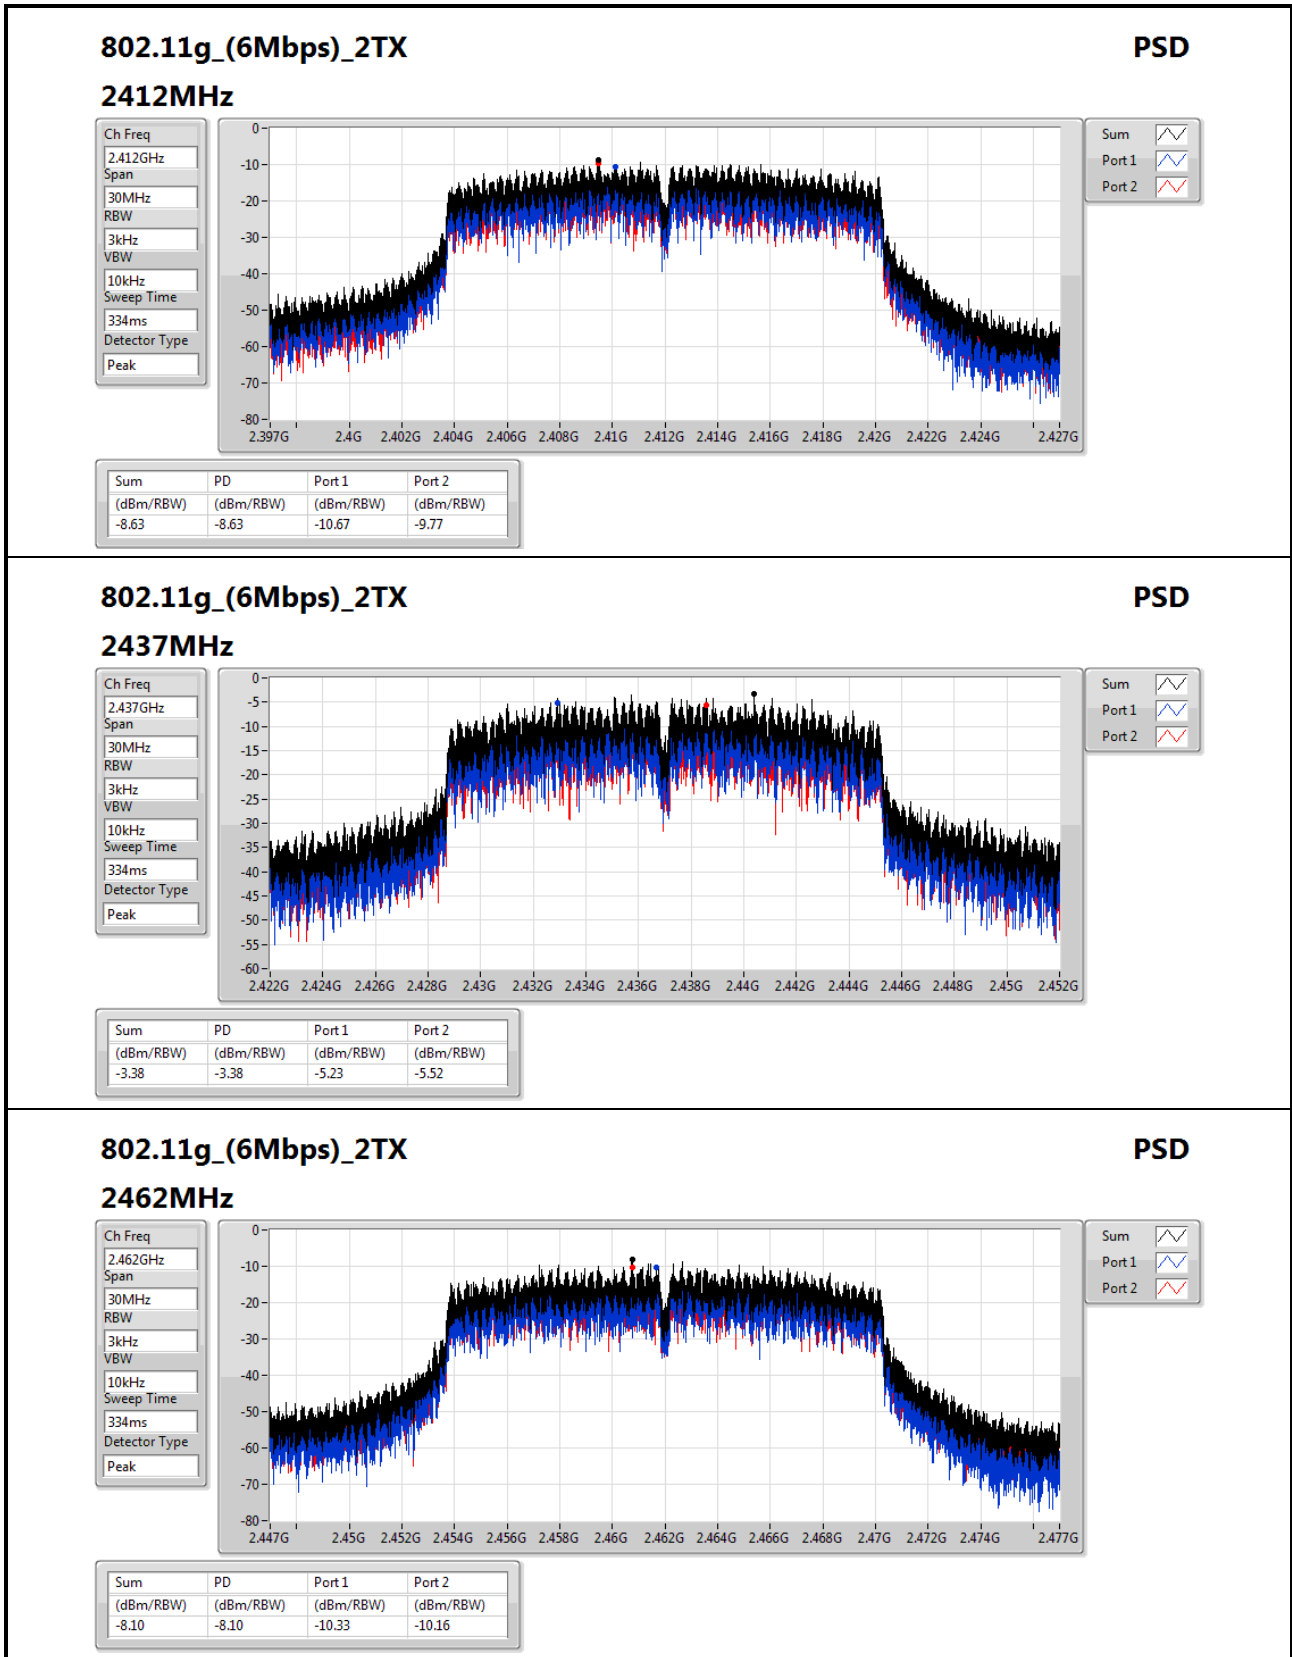 802.11g_(6Mbps)_2TX PSD
2412MHz
Ch Freq
2.412GHz
Span
30MHz
RBW
3kHz
VBW
10kHz
Sweep Time
334ms
Detector Type
Peak
0
-10
-20
-30
-40
-50
-60
-70
-80
2.397G 2.4G 2.402G 2.404G 2.406G 2.408G 2.41G 2.412G 2.414G 2.416G 2.418G 2.42G 2.422G 2.424G 2.427G
Sum
Port 1
Port 2
Sum PD Port 1 Port 2
(dBm/RBW) (dBm/RBW) (dBm/RBW) (dBm/RBW)
-8.63 -8.63 -10.67 -9.77
802.11g_(6Mbps)_2TX PSD
2437MHz
Ch Freq
2.437GHz
Span
30MHz
RBW
3kHz
VBW
10kHz
Sweep Time
334ms
Detector Type
Peak
0
-5
-10
-15
-20
-25
-30
-35
-40
-45
-50
-55
-60
2.422G 2.424G 2.426G 2.428G 2.43G 2.432G 2.434G 2.436G 2.438G 2.44G 2.442G 2.444G 2.446G 2.448G 2.45G 2.452G
Sum
Port 1
Port 2
Sum PD Port 1 Port 2
(dBm/RBW) (dBm/RBW) (dBm/RBW) (dBm/RBW)
-3.38 -3.38 -5.23 -5.52
802.11g_(6Mbps)_2TX PSD
2462MHz
Ch Freq
2.462GHz
Span
30MHz
RBW
3kHz
VBW
10kHz
Sweep Time
334ms
Detector Type
Peak
0
-10
-20
-30
-40
-50
-60
-70
-80
2.447G 2.45G 2.452G 2.454G 2.456G 2.458G 2.46G 2.462G 2.464G 2.466G 2.468G 2.47G 2.472G 2.474G 2.477G
Sum
Port 1
Port 2
Sum PD Port 1 Port 2
(dBm/RBW) (dBm/RBW) (dBm/RBW) (dBm/RBW)
-8.10 -8.10 -10.33 -10.16